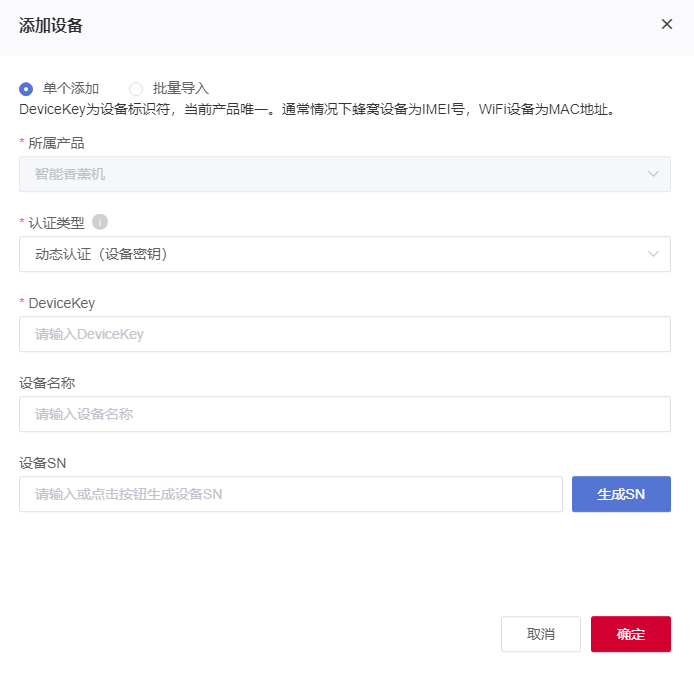 添加设备
单个添加 批量导入
DeviceKey为设备标识符，当前产品唯一。通常情况下蜂窝设备为IMEI号，WiFi设备为MAC地址。
* 所属产品
智能香薰机
* 认证类型
动态认证（设备密钥）
* DeviceKey
请输入DeviceKey
设备名称
请输入设备名称
设备SN
请输入或点击按钮生成设备SN 生成SN
取消 确定